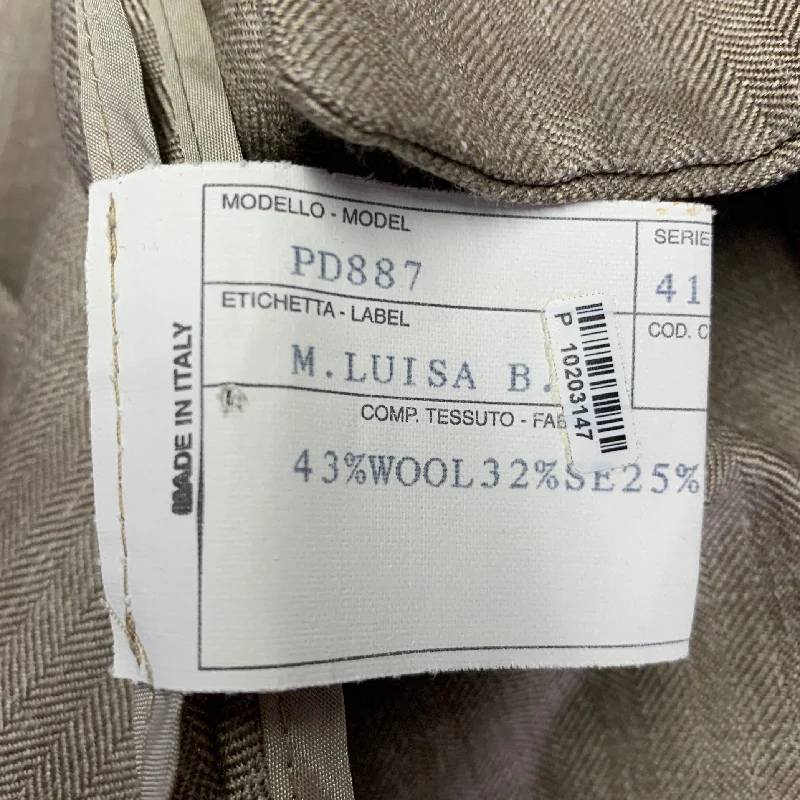 MODELLO - MODEL
SERIE
PD887
41
ETICHETTA - LABEL
COD. C
M. LUISA B.
COMP. TESSUTO - FAB
43%WOOL32%SE25%
MADE IN ITALY
P 10203147